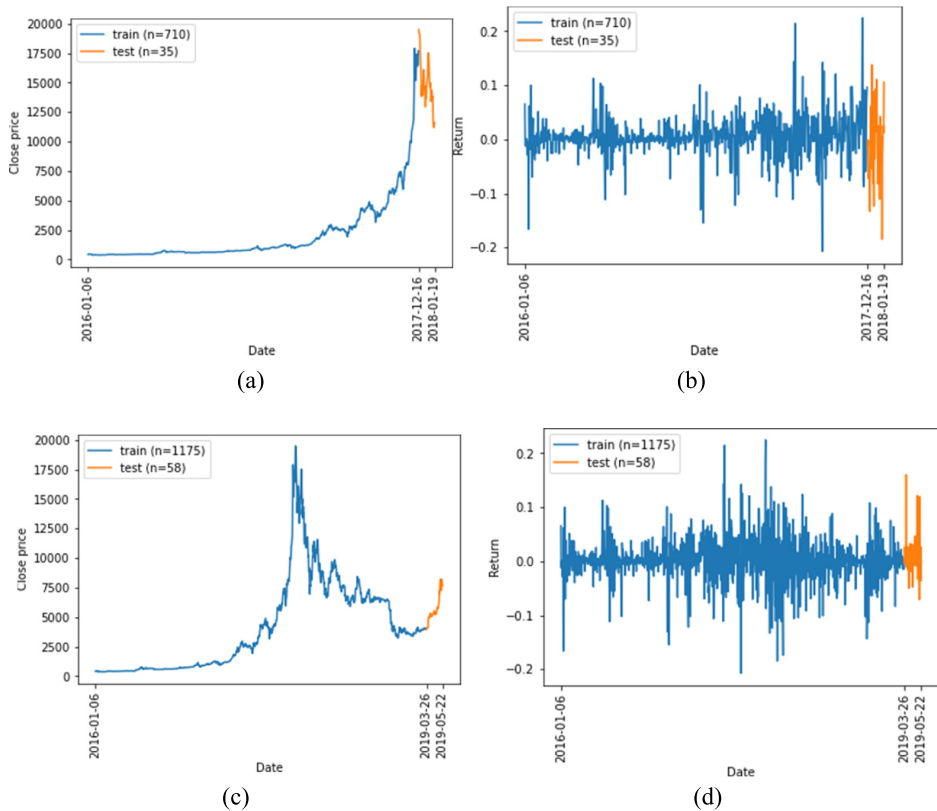 20000
17500
15000
12500
10000
7500
5000
2500
0
Close price
train (n=710)
test (n=35)
2016-01-06
2017-12-16
2018-01-19
Date
(a)
0.2
0.1
0.0
−0.1
−0.2
Return
train (n=710)
test (n=35)
2016-01-06
2017-12-16
2018-01-19
Date
(b)
20000
17500
15000
12500
10000
7500
5000
2500
0
Close price
train (n=1175)
test (n=58)
2016-01-06
2019-03-26
2019-05-22
Date
(c)
0.2
0.1
0.0
−0.1
−0.2
Return
train (n=1175)
test (n=58)
2016-01-06
2019-03-26
2019-05-22
Date
(d)